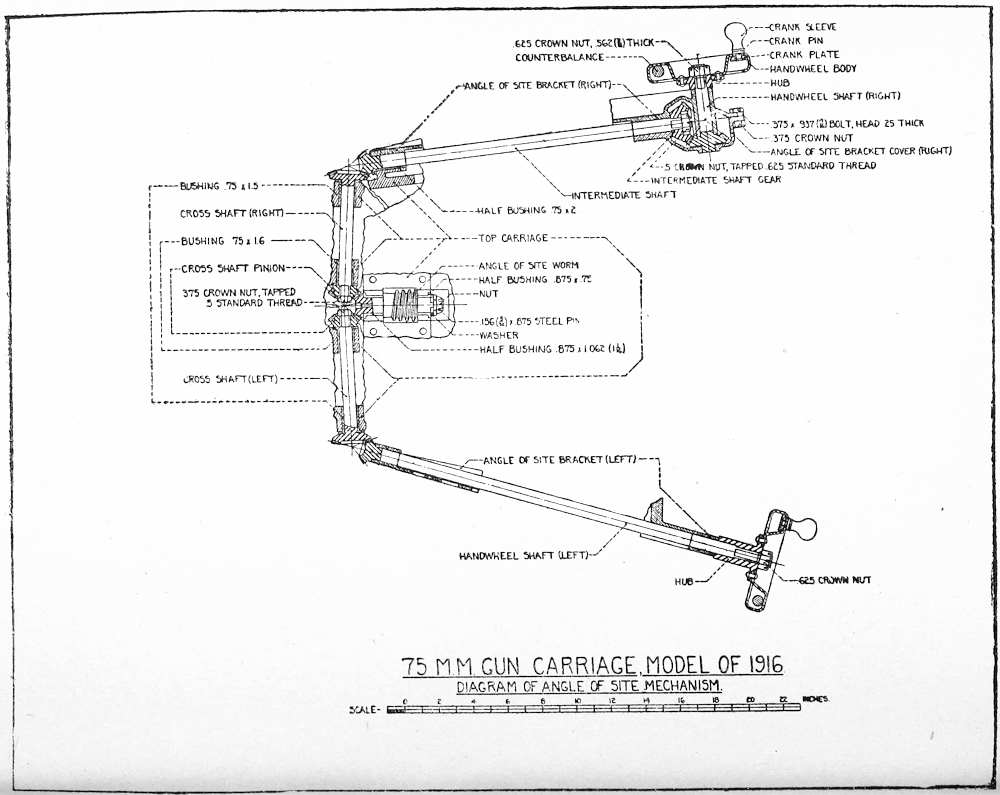 CRANK SLEEVE
CRANK PIN
.625 CROWN NUT, .562 (9/16) THICK
CRANK PLATE
COUNTERBALANCE
HANDWHEEL BODY
HUB
ANGLE OF SITE BRACKET (RIGHT)
HANDWHEEL SHAFT (RIGHT)
.375 x .937 (15/16) BOLT, HEAD .25 THICK
.375 CROWN NUT
ANGLE OF SITE BRACKET COVER (RIGHT)
.5 CROWN NUT, TAPPED .625 STANDARD THREAD
INTERMEDIATE SHAFT GEAR
INTERMEDIATE SHAFT
BUSHING .75 x 1.5
HALF BUSHING .75 x 2
CROSS SHAFT (RIGHT)
BUSHING .75 x 1.6
TOP CARRIAGE
CROSS SHAFT PINION
ANGLE OF SITE WORM
HALF BUSHING .875 x .75
.375 CROWN NUT, TAPPED
.5 STANDARD THREAD
NUT
.156 (5/32) x .875 STEEL PIN
WASHER
HALF BUSHING .875 x 1.062 (1 1/16)
CROSS SHAFT (LEFT)
ANGLE OF SITE BRACKET (LEFT)
HANDWHEEL SHAFT (LEFT)
HUB
.625 CROWN NUT
75 M.M GUN CARRIAGE, MODEL OF 1916
DIAGRAM OF ANGLE OF SITE MECHANISM.
SCALE- 0 2 4 6 8 10 12 14 16 18 20 22 INCHES.